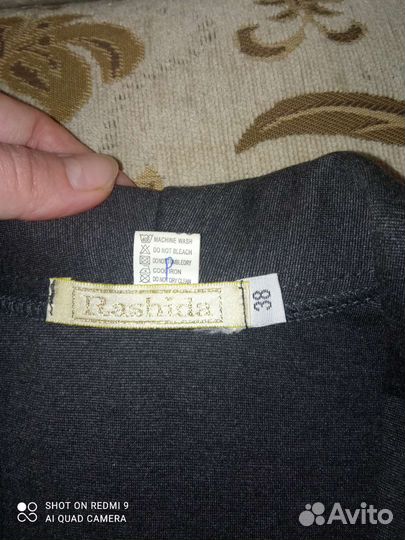 MACHINE WASH
DO NOT BLEACH
DO NOT TUMBLE DRY
COOL IRON
DO NOT DRY CLEAN
Rashida
38
SHOT ON REDMI 9
AI QUAD CAMERA
Avito